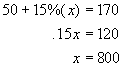 50 + 15%(x) = 170
.15x = 120
x = 800